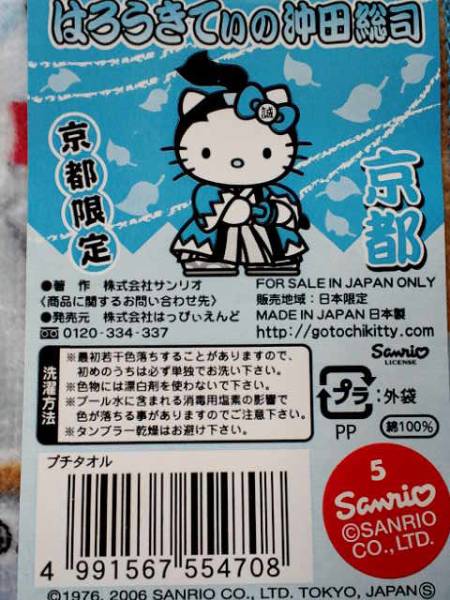 はろうきてぃの沖田総司
誠
京都限定
京都
●著 作 株式会社サンリオ
〈商品に関するお問い合わせ先〉
●発売元 株式会社はっぴぃえんど
0120-334-337
FOR SALE IN JAPAN ONLY
販売地域:日本限定
MADE IN JAPAN 日本製
http://gotochikitty.com
Sanrio
LICENSE
洗濯方法
※最初若干色落ちすることがありますので、
初めのうちは必ず単独でお洗い下さい。
※色物には漂白剤を使わないで下さい。
※プール水に含まれる消毒用塩素の影響で
色が落ちる事がありますのでご注意下さい。
※タンブラー乾燥はお避け下さい。
プラ :外袋
PP
綿100%
プチタオル
4 991567 554708
5
Sanrio
©SANRIO
CO., LTD.
©1976, 2006 SANRIO CO., LTD. TOKYO, JAPAN Ⓢ